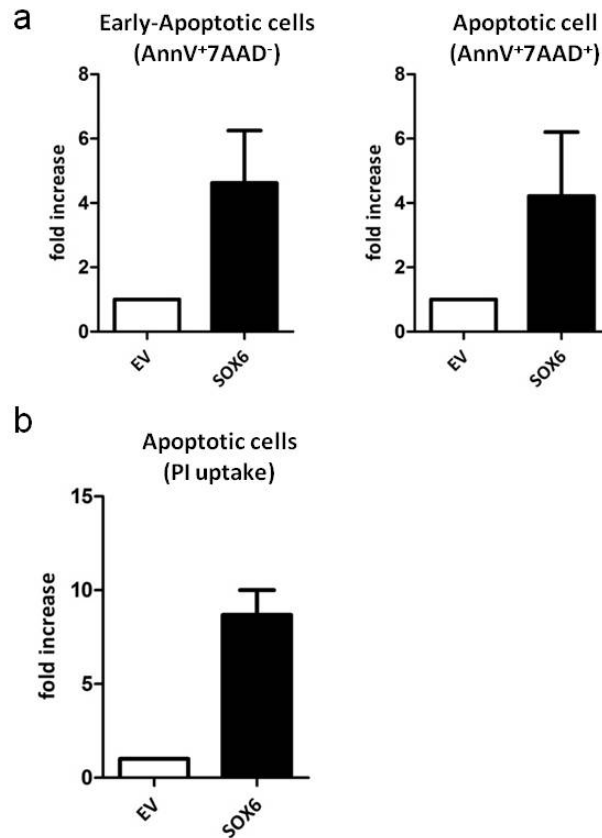 a
Early-Apoptotic cells
(AnnV⁺7AAD⁻)
fold increase
8
6
4
2
0
EV
SOX6
Apoptotic cell
(AnnV⁺7AAD⁺)
fold increase
8
6
4
2
0
EV
SOX6
b
Apoptotic cells
(PI uptake)
fold increase
15
10
5
0
EV
SOX6